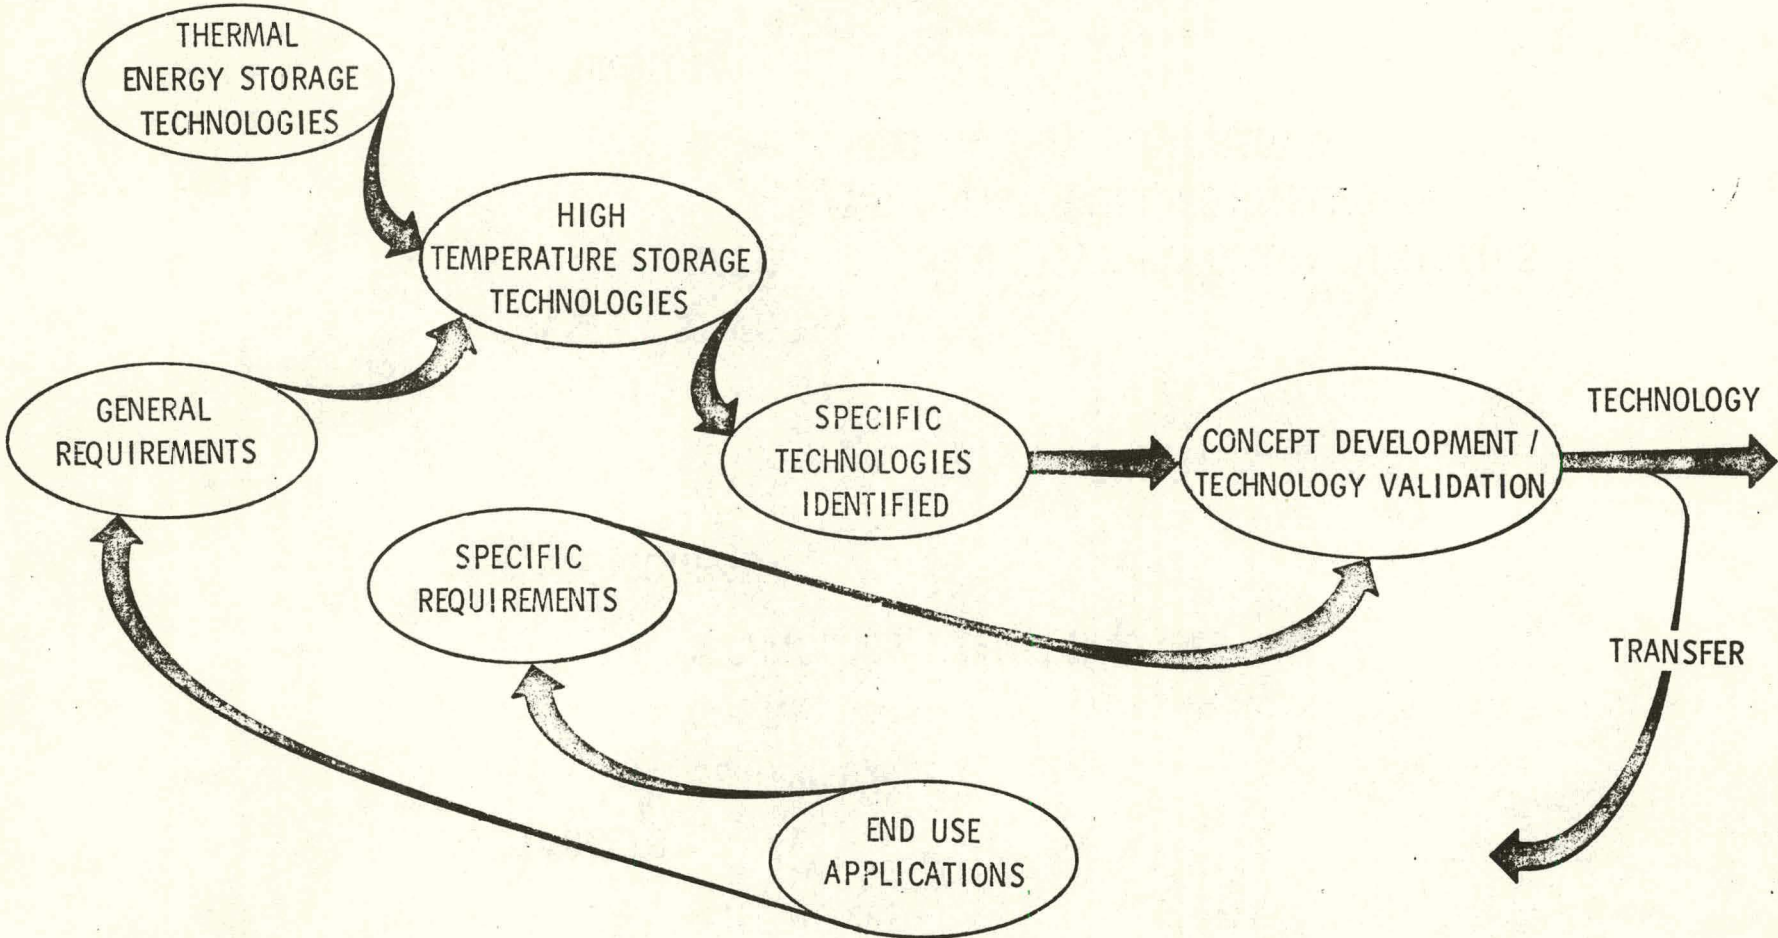 THERMAL
ENERGY STORAGE
TECHNOLOGIES
HIGH
TEMPERATURE STORAGE
TECHNOLOGIES
GENERAL
REQUIREMENTS
SPECIFIC
TECHNOLOGIES
IDENTIFIED
CONCEPT DEVELOPMENT /
TECHNOLOGY VALIDATION
TECHNOLOGY
TRANSFER
SPECIFIC
REQUIREMENTS
END USE
APPLICATIONS